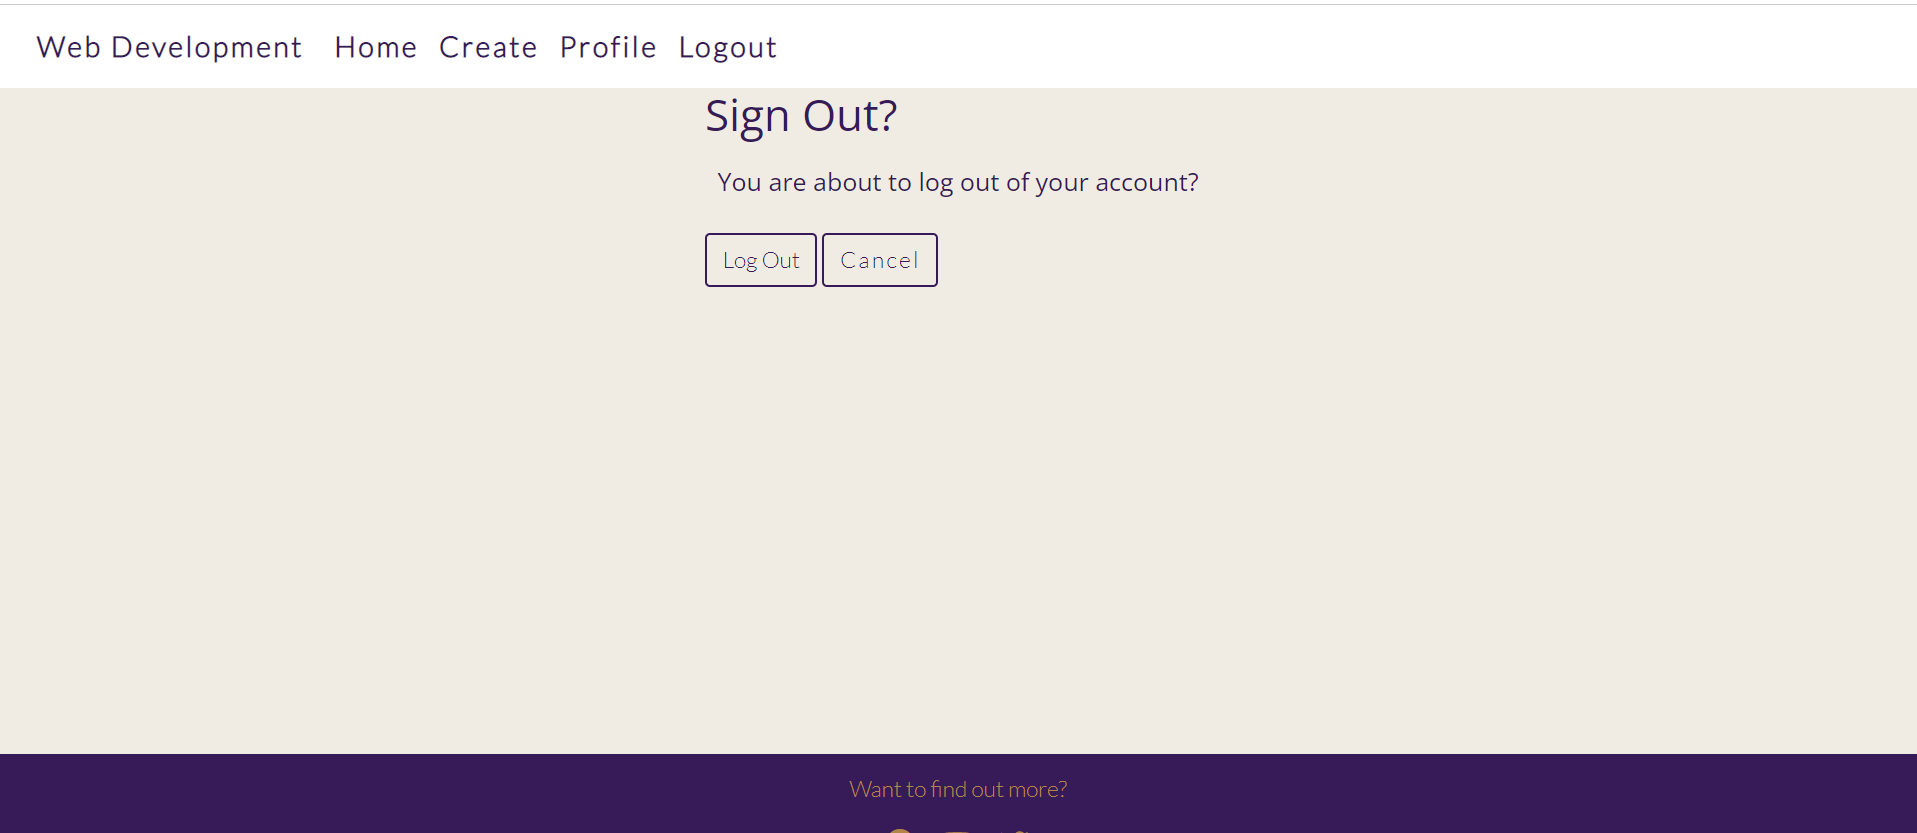 Web Development Home Create Profile Logout
Sign Out?
You are about to log out of your account?
Log Out Cancel
Want to find out more?